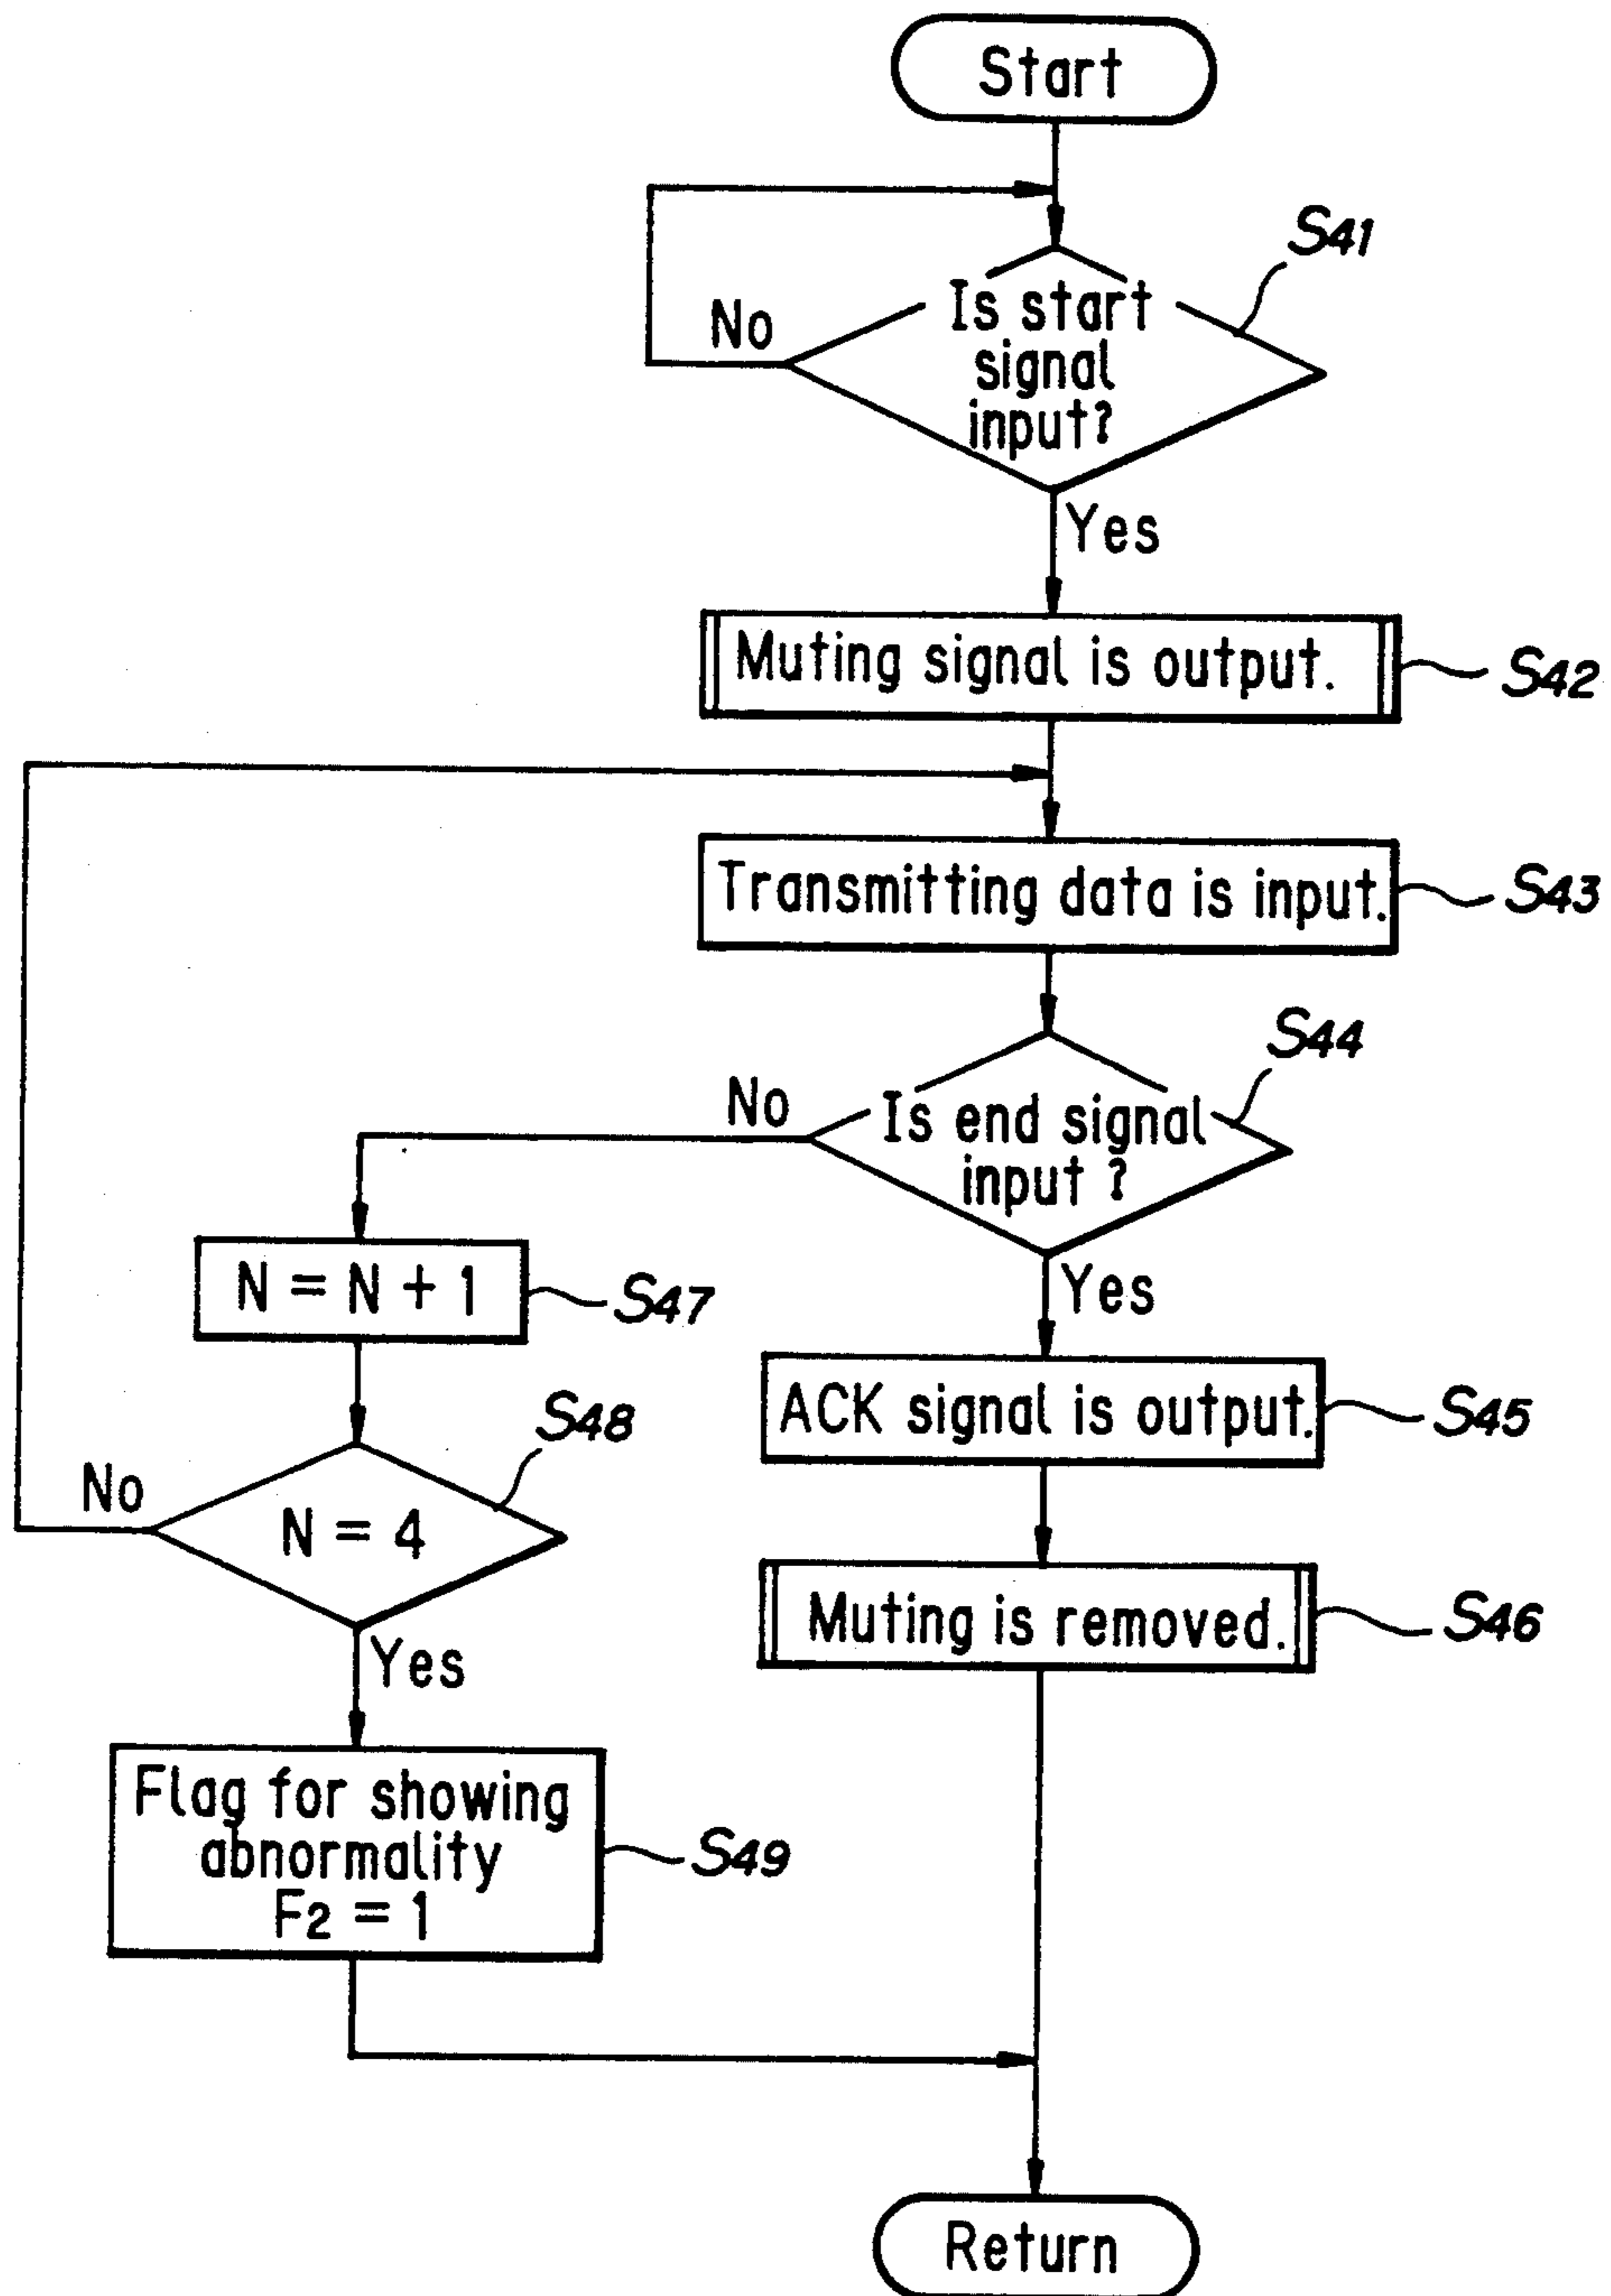 Start
S41
No
Is start
signal
input?
Yes
Muting signal is output.
S42
Transmitting data is input.
S43
S44
No
Is end signal
input ?
Yes
N = N + 1
S47
ACK signal is output.
S45
S48
No
N = 4
Yes
Muting is removed.
S46
Flag for showing
abnormality
F2 = 1
S49
Return